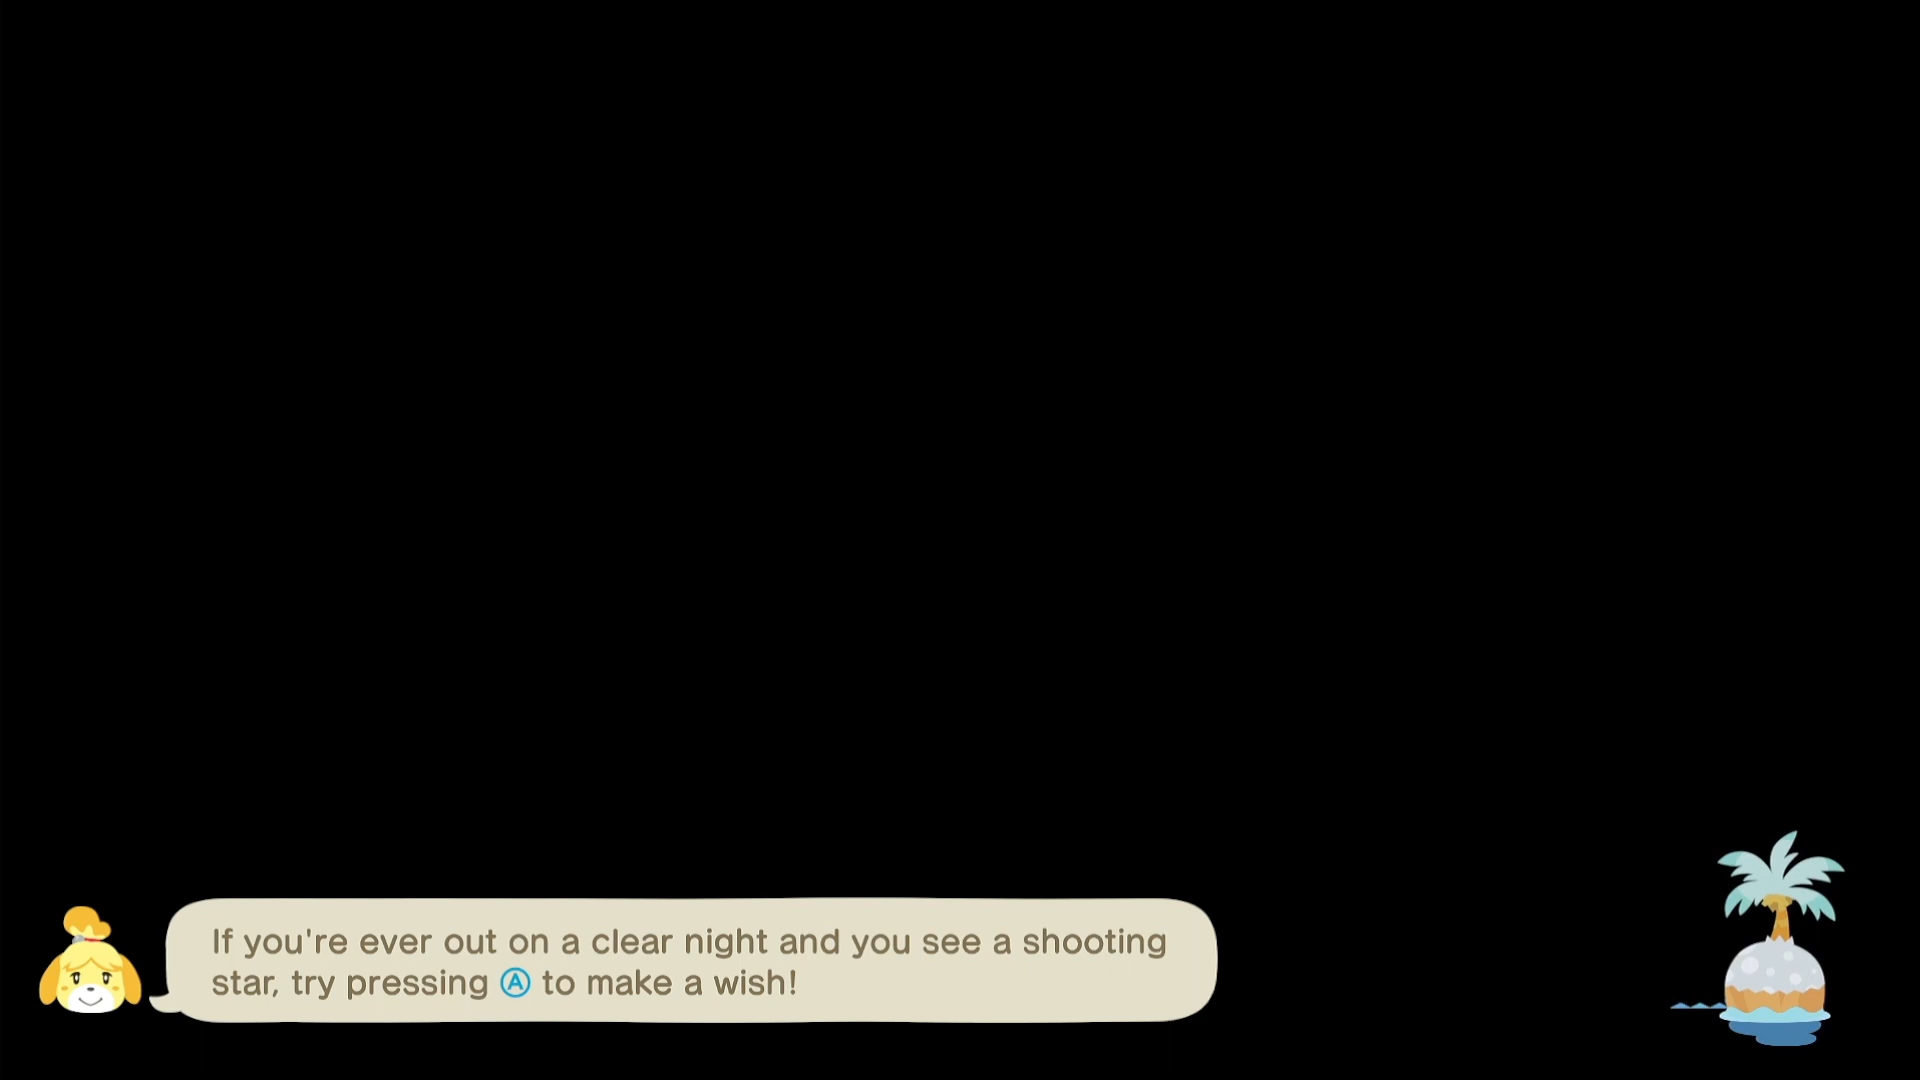 If you're ever out on a clear night and you see a shooting
star, try pressing Ⓐ to make a wish!